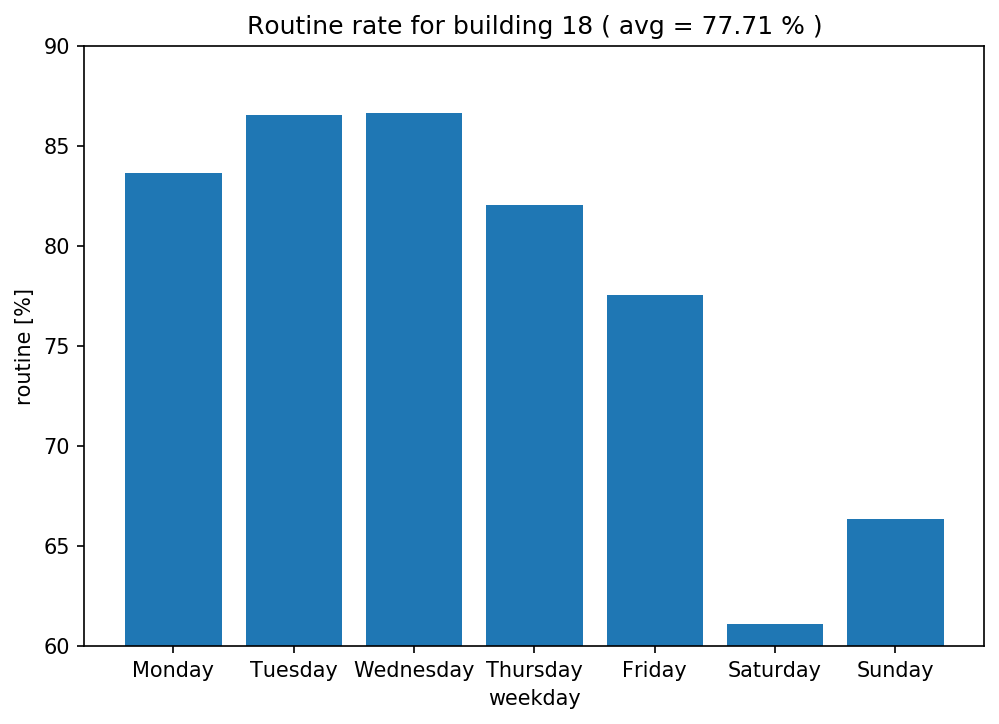 Routine rate for building 18 ( avg = 77.71 % )
90
85
80
75
70
65
60
routine [%]
Monday Tuesday Wednesday Thursday Friday Saturday Sunday
weekday